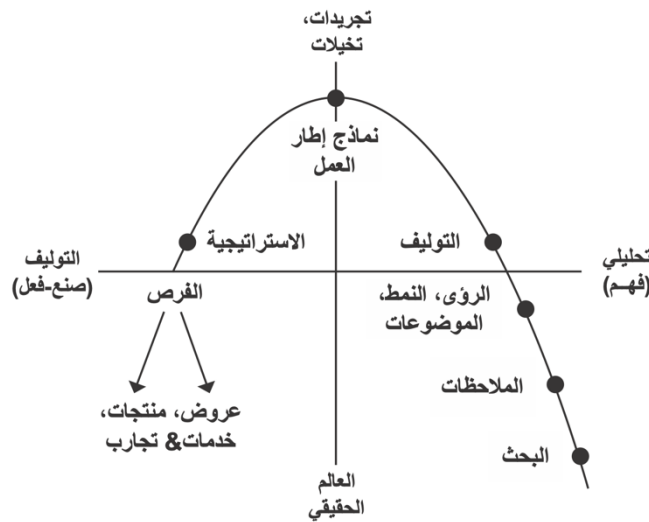 تجريدات،
تخيلات
نماذج إطار
العمل
الاستراتيجية
التوليف
تحليلي
(فهـم)
التوليف
(صنع-فعل)
الفرص
الرؤى، النمط،
الموضوعات
الملاحظات
عروض، منتجات،
خدمات& تجارب
البحث
العالم
الحقيقي